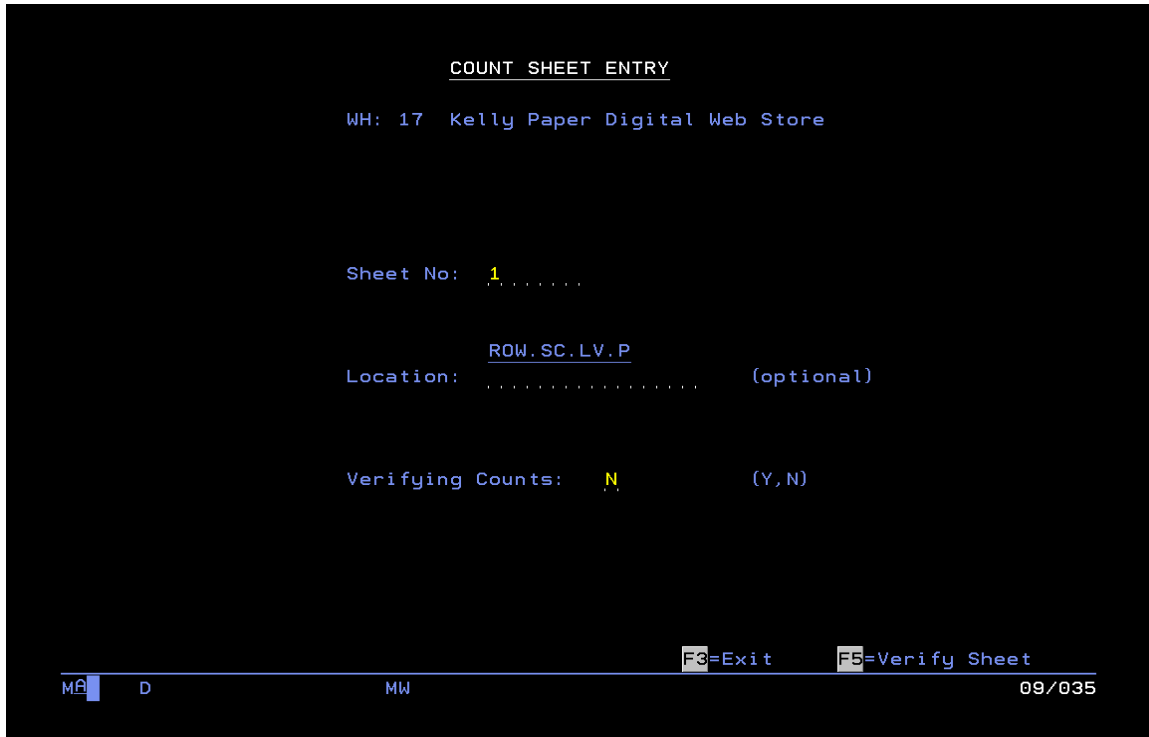 COUNT SHEET ENTRY
WH: 17 Kelly Paper Digital Web Store
Sheet No: 1
ROW.SC.LV.P
Location: (optional)
Verifying Counts: N (Y,N)
F3=Exit F5=Verify Sheet
MA D MW 09/035